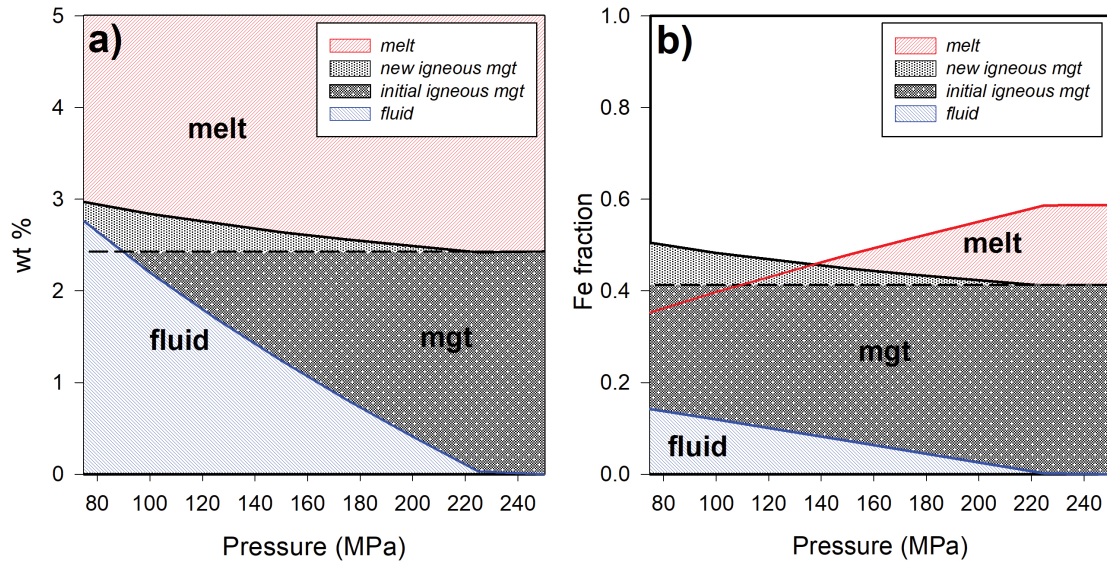 a)
melt
new igneous mgt
initial igneous mgt
fluid
melt
fluid
mgt
5
4
3
2
1
0
wt %
80 100 120 140 160 180 200 220 240
Pressure (MPa)
b)
melt
new igneous mgt
initial igneous mgt
fluid
melt
mgt
fluid
1.0
0.8
0.6
0.4
0.2
0.0
Fe fraction
80 100 120 140 160 180 200 220 240
Pressure (MPa)